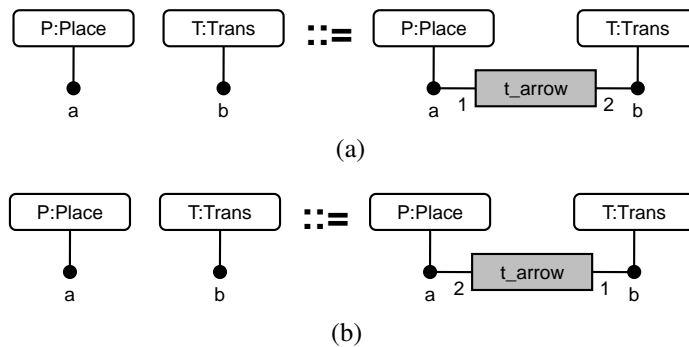 P:Place T:Trans ::= P:Place T:Trans
t_arrow
a b a 1 2 b
(a)
P:Place T:Trans ::= P:Place T:Trans
t_arrow
a b a 2 1 b
(b)